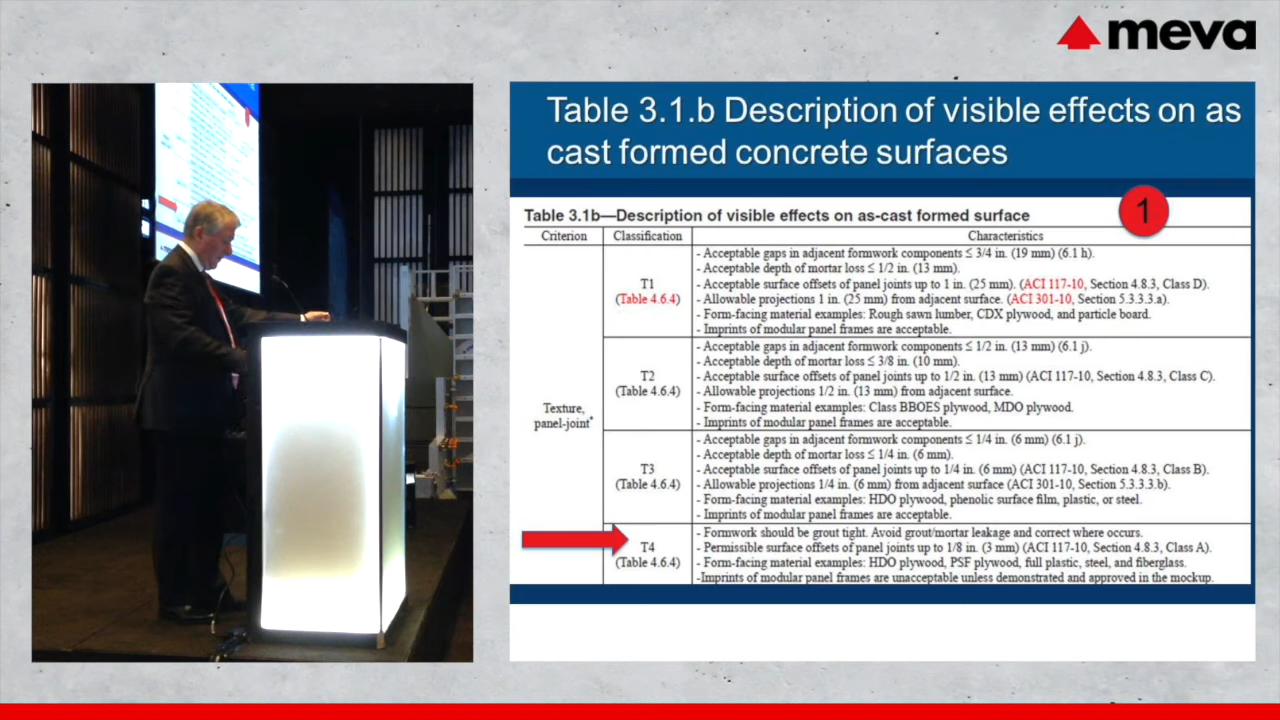 meva
Table 3.1.b Description of visible effects on as
cast formed concrete surfaces
1
Table 3.1b—Description of visible effects on as-cast formed surface
Criterion Classification Characteristics
Texture,
panel-joint*
T1
(Table 4.6.4)
- Acceptable gaps in adjacent formwork components ≤ 3/4 in. (19 mm) (6.1 h).
- Acceptable depth of mortar loss ≤ 1/2 in. (13 mm).
- Acceptable surface offsets of panel joints up to 1 in. (25 mm). (ACI 117-10, Section 4.8.3, Class D).
- Allowable projections 1 in. (25 mm) from adjacent surface. (ACI 301-10, Section 5.3.3.3.a).
- Form-facing material examples: Rough sawn lumber, CDX plywood, and particle board.
- Imprints of modular panel frames are acceptable.
T2
(Table 4.6.4)
- Acceptable gaps in adjacent formwork components ≤ 1/2 in. (13 mm) (6.1 j).
- Acceptable depth of mortar loss ≤ 3/8 in. (10 mm).
- Acceptable surface offsets of panel joints up to 1/2 in. (13 mm) (ACI 117-10, Section 4.8.3, Class C).
- Allowable projections 1/2 in. (13 mm) from adjacent surface.
- Form-facing material examples: Class BBOES plywood, MDO plywood.
- Imprints of modular panel frames are acceptable.
T3
(Table 4.6.4)
- Acceptable gaps in adjacent formwork components ≤ 1/4 in. (6 mm) (6.1 j).
- Acceptable depth of mortar loss ≤ 1/4 in. (6 mm).
- Acceptable surface offsets of panel joints up to 1/4 in. (6 mm) (ACI 117-10, Section 4.8.3, Class B).
- Allowable projections 1/4 in. (6 mm) from adjacent surface (ACI 301-10, Section 5.3.3.3.b).
- Form-facing material examples: HDO plywood, phenolic surface film, plastic, or steel.
- Imprints of modular panel frames are acceptable.
T4
(Table 4.6.4)
- Formwork should be grout tight. Avoid grout/mortar leakage and correct where occurs.
- Permissible surface offsets of panel joints up to 1/8 in. (3 mm) (ACI 117-10, Section 4.8.3, Class A).
- Form-facing material examples: HDO plywood, PSF plywood, full plastic, steel, and fiberglass.
-Imprints of modular panel frames are unacceptable unless demonstrated and approved in the mockup.